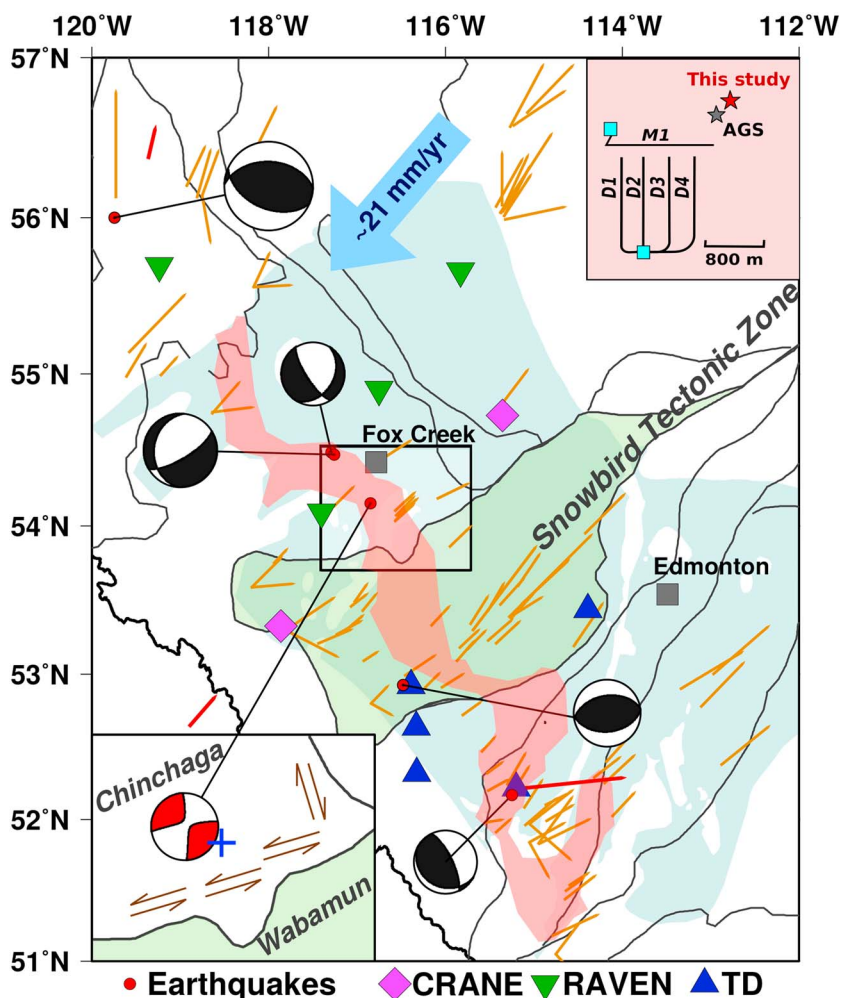 120°W 118°W 116°W 114°W 112°W
57°N
56°N
55°N
54°N
53°N
52°N
51°N
This study
AGS
M1
D1 D2 D3 D4
800 m
~21 mm/yr
Snowbird Tectonic Zone
Fox Creek
Edmonton
Chinchaga
Wabamun
Earthquakes CRANE RAVEN TD